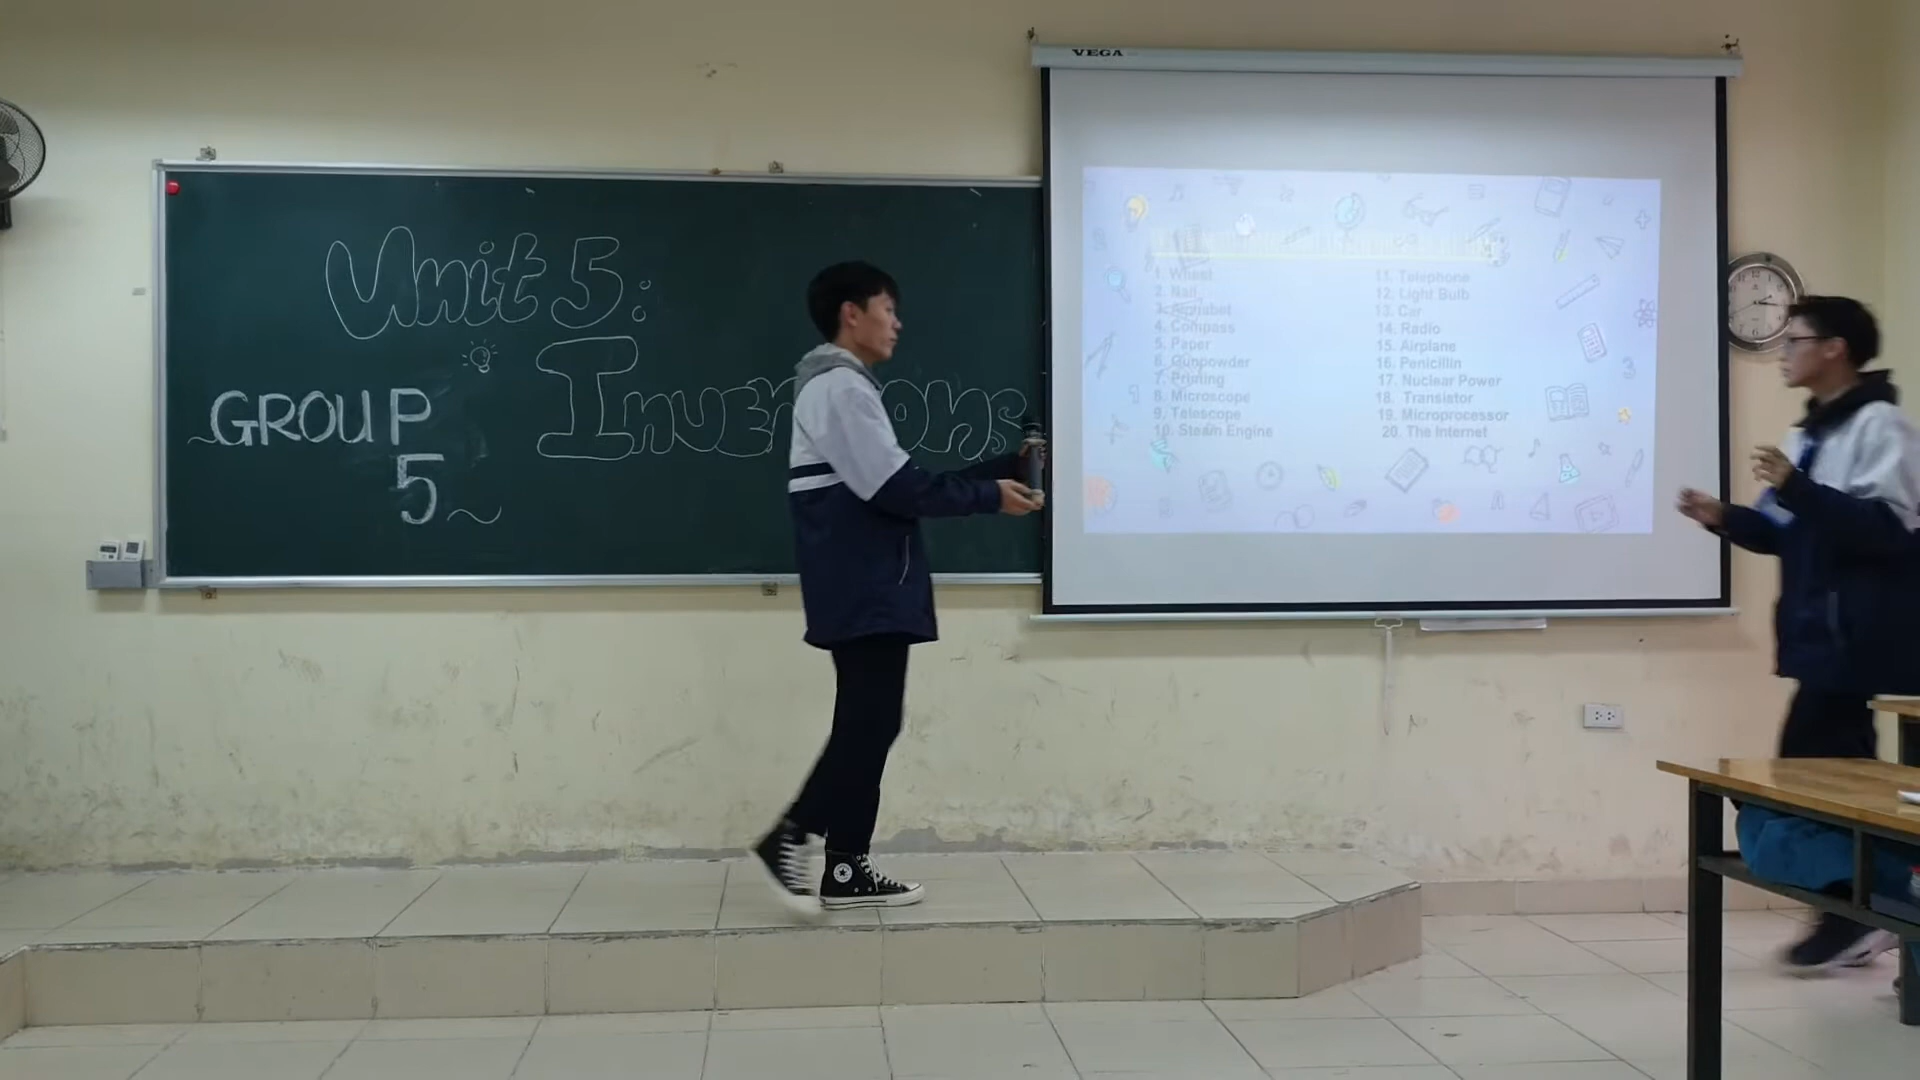 Unit 5:
Inventions
GROUP
5
VEGA
1. Wheel
2. Nail
3. Alphabet
4. Compass
5. Paper
6. Gunpowder
7. Printing
8. Microscope
9. Telescope
10. Steam Engine
11. Telephone
12. Light Bulb
13. Car
14. Radio
15. Airplane
16. Penicillin
17. Nuclear Power
18. Transistor
19. Microprocessor
20. The Internet